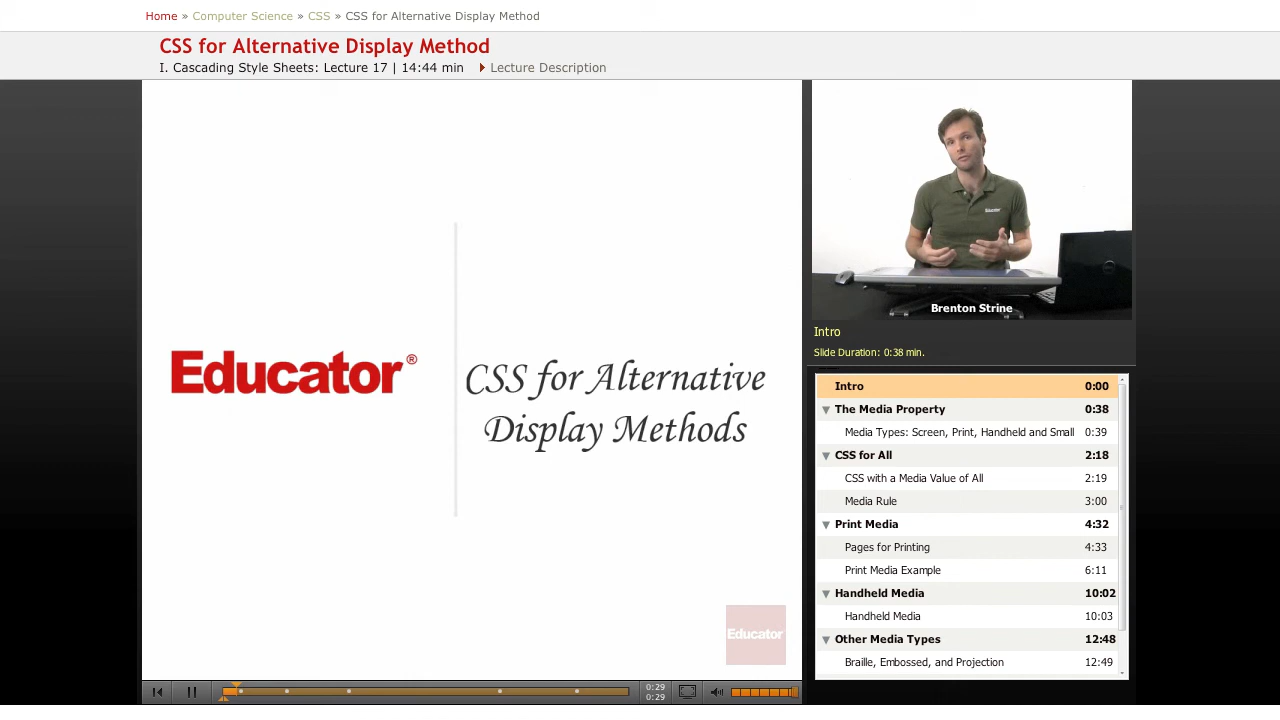 Home » Computer Science » CSS » CSS for Alternative Display Method
CSS for Alternative Display Method
I. Cascading Style Sheets: Lecture 17 | 14:44 min Lecture Description
Educator®
CSS for Alternative
Display Methods
Educator
0:29
0:29
Educator
Brenton Strine
Intro
Slide Duration: 0:38 min.
Intro 0:00
The Media Property 0:38
Media Types: Screen, Print, Handheld and Small 0:39
CSS for All 2:18
CSS with a Media Value of All 2:19
Media Rule 3:00
Print Media 4:32
Pages for Printing 4:33
Print Media Example 6:11
Handheld Media 10:02
Handheld Media 10:03
Other Media Types 12:48
Braille, Embossed, and Projection 12:49